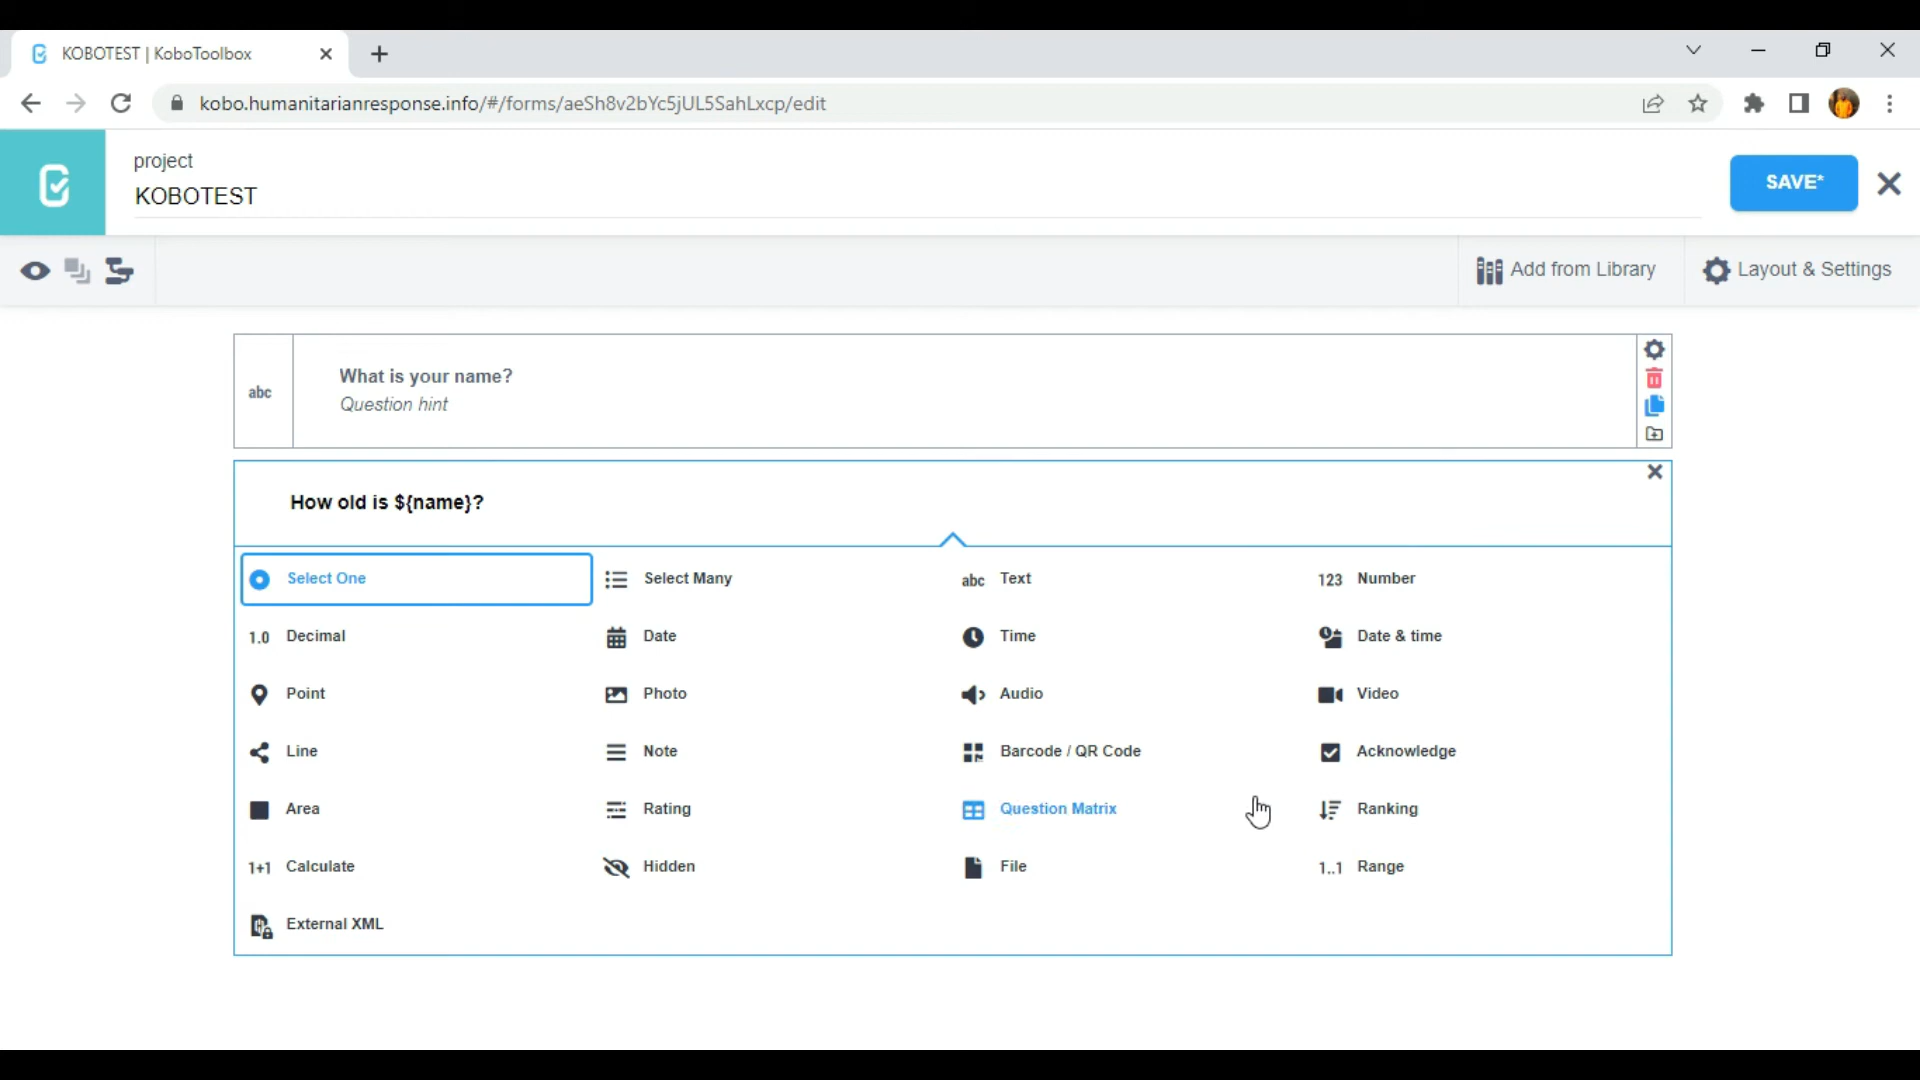 KOBOTEST | KoboToolbox
kobo.humanitarianresponse.info/#/forms/aeSh8v2bYc5jUL5SahLxcp/edit
project
KOBOTEST
SAVE*
Add from Library
Layout & Settings
abc
What is your name?
Question hint
How old is ${name}?
Select One
Select Many
abc Text
123 Number
1.0 Decimal
Date
Time
Date & time
Point
Photo
Audio
Video
Line
Note
Barcode / QR Code
Acknowledge
Area
Rating
Question Matrix
Ranking
1+1 Calculate
Hidden
File
1..1 Range
External XML